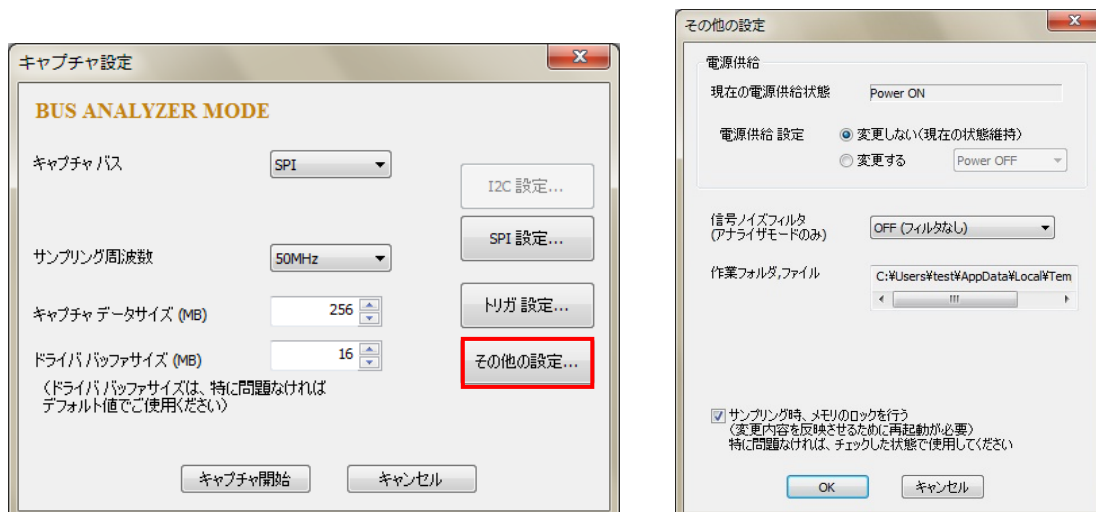 キャプチャ設定
BUS ANALYZER MODE
キャプチャ バス
SPI
I2C 設定...
SPI 設定...
サンプリング周波数
50MHz
キャプチャ データサイズ (MB)
256
トリガ 設定...
ドライバ バッファサイズ (MB)
16
その他の設定...
(ドライバ バッファサイズは、特に問題なければ
デフォルト値でご使用ください)
キャプチャ開始
キャンセル
その他の設定
電源供給
現在の電源供給状態
Power ON
電源供給 設定
変更しない(現在の状態維持)
変更する
Power OFF
信号ノイズフィルタ
(アナライザモードのみ)
OFF (フィルタなし)
作業フォルダ,ファイル
C:¥Users¥test¥AppData¥Local¥Tem
サンプリング時、メモリのロックを行う
(変更内容を反映させるために再起動が必要)
特に問題なければ、チェックした状態で使用してください
OK
キャンセル